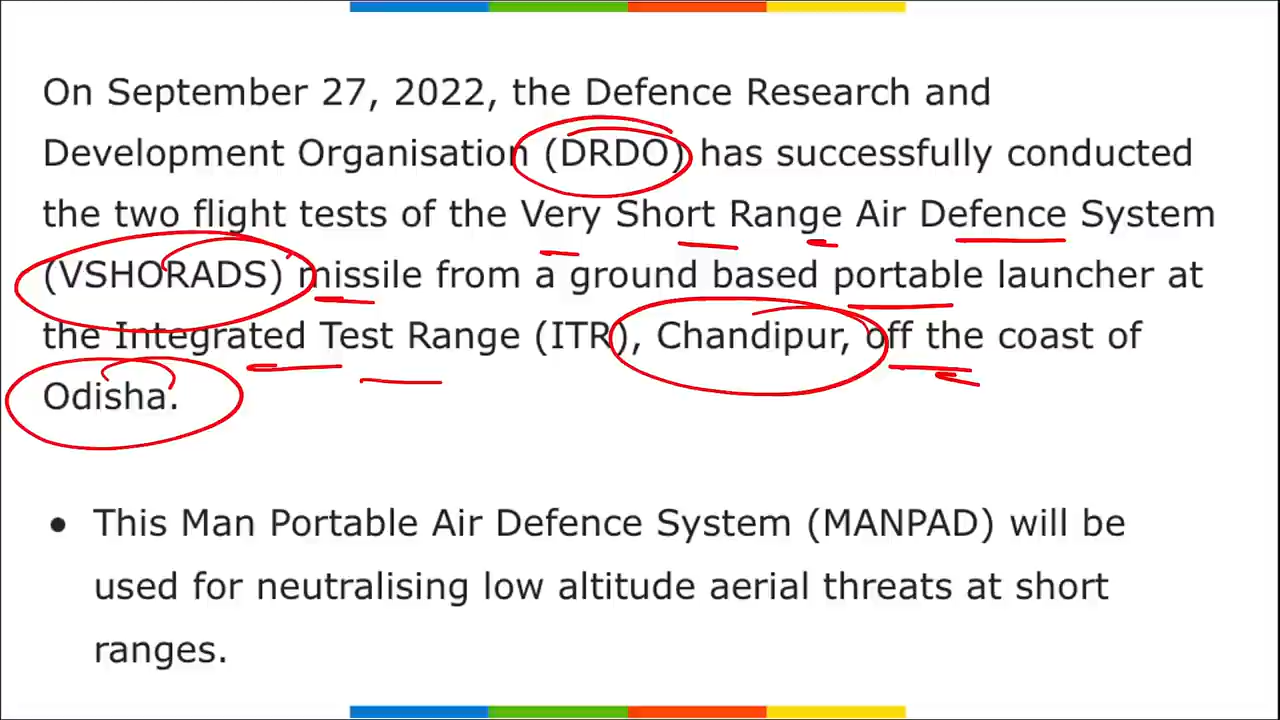 On September 27, 2022, the Defence Research and
Development Organisation (DRDO) has successfully conducted
the two flight tests of the Very Short Range Air Defence System
(VSHORADS) missile from a ground based portable launcher at
the Integrated Test Range (ITR), Chandipur, off the coast of
Odisha.
• This Man Portable Air Defence System (MANPAD) will be
used for neutralising low altitude aerial threats at short
ranges.